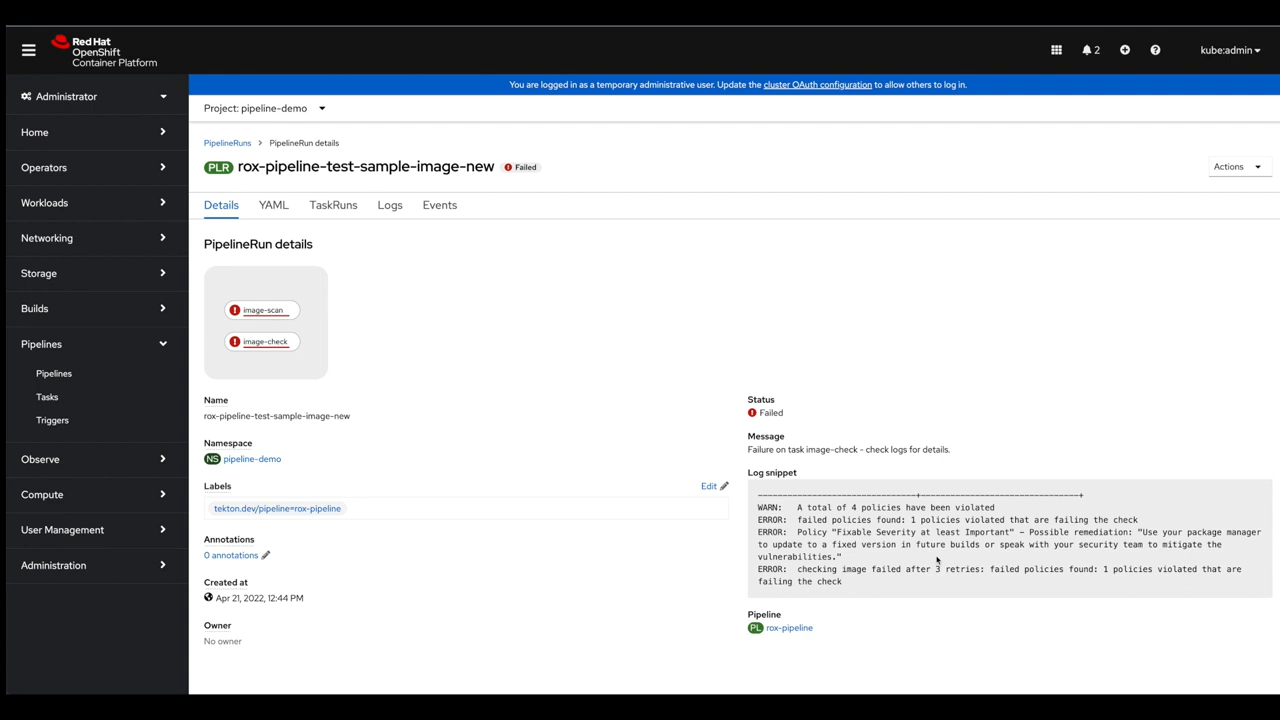 Red Hat
OpenShift
Container Platform
2
kube:admin
You are logged in as a temporary administrative user. Update the cluster OAuth configuration to allow others to log in.
Administrator
Home
Operators
Workloads
Networking
Storage
Builds
Pipelines
Pipelines
Tasks
Triggers
Observe
Compute
User Management
Administration
Project: pipeline-demo
PipelineRuns > PipelineRun details
PLR rox-pipeline-test-sample-image-new Failed
Actions
Details YAML TaskRuns Logs Events
PipelineRun details
image-scan
image-check
Name
rox-pipeline-test-sample-image-new
Namespace
NS pipeline-demo
Labels
Edit
tekton.dev/pipeline=rox-pipeline
Annotations
0 annotations
Created at
Apr 21, 2022, 12:44 PM
Owner
No owner
Status
Failed
Message
Failure on task image-check - check logs for details.
Log snippet
--------------------------------+---------------------------------+
WARN: A total of 4 policies have been violated
ERROR: failed policies found: 1 policies violated that are failing the check
ERROR: Policy "Fixable Severity at least Important" - Possible remediation: "Use your package manager
to update to a fixed version in future builds or speak with your security team to mitigate the
vulnerabilities."
ERROR: checking image failed after 3 retries: failed policies found: 1 policies violated that are
failing the check
Pipeline
PL rox-pipeline